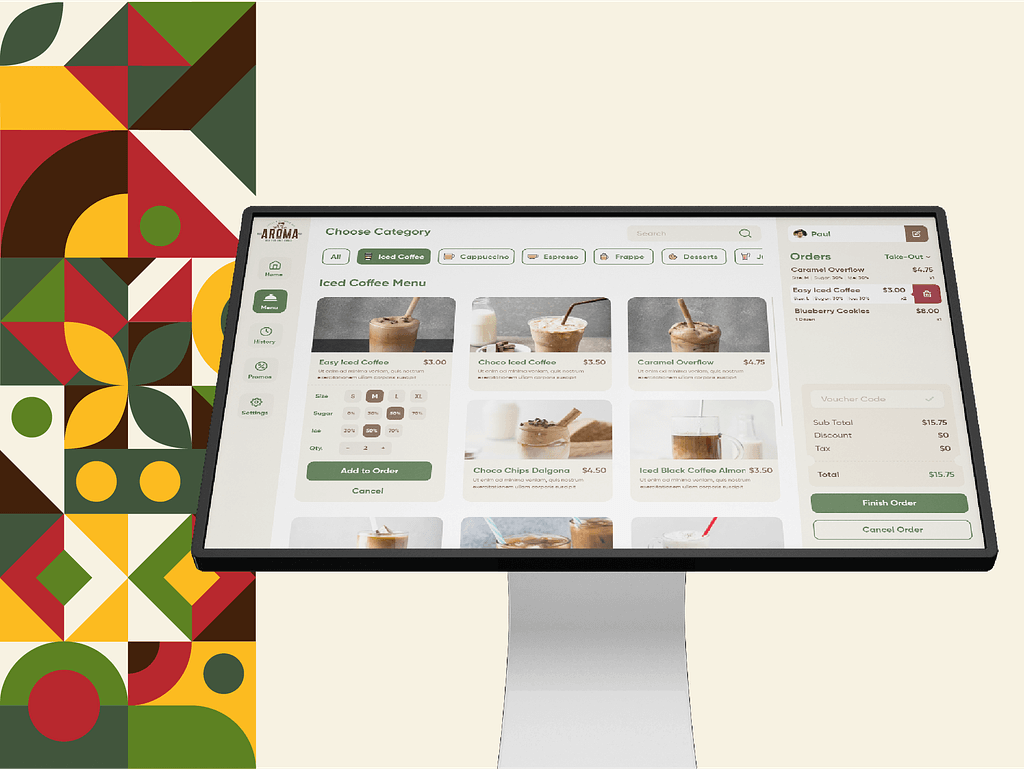 AROMA
Home
Menu
History
Promos
Settings
Choose Category
Search
All
Iced Coffee
Cappuccino
Espresso
Frappe
Desserts
Iced Coffee Menu
Easy Iced Coffee $3.00
Ut enim ad minima veniam, quis nostrum
exercitationem ullam corporis suscipit
Size S M L XL
Sugar 0% 30% 50% 70%
Ice 30% 50% 70%
Qty. - 2 +
Add to Order
Cancel
Choco Iced Coffee $3.50
Ut enim ad minima veniam, quis nostrum
exercitationem ullam corporis suscipit
Caramel Overflow $4.75
Ut enim ad minima veniam, quis nostrum
exercitationem ullam corporis suscipit
Choco Chips Dalgona $4.50
Ut enim ad minima veniam, quis nostrum
exercitationem ullam corporis suscipit
Iced Black Coffee Almor $3.50
Ut enim ad minima veniam, quis nostrum
exercitationem ullam corporis suscipit
Paul
Orders Take-Out
Caramel Overflow $4.75
Size: M Sugar: 30% Ice: 30% x1
Easy Iced Coffee $3.00
Size: L Sugar: 30% Ice: 30% x2
Blueberry Cookies $8.00
1 Dozen x1
Voucher Code
Sub Total $15.75
Discount $0
Tax $0
Total $15.75
Finish Order
Cancel Order